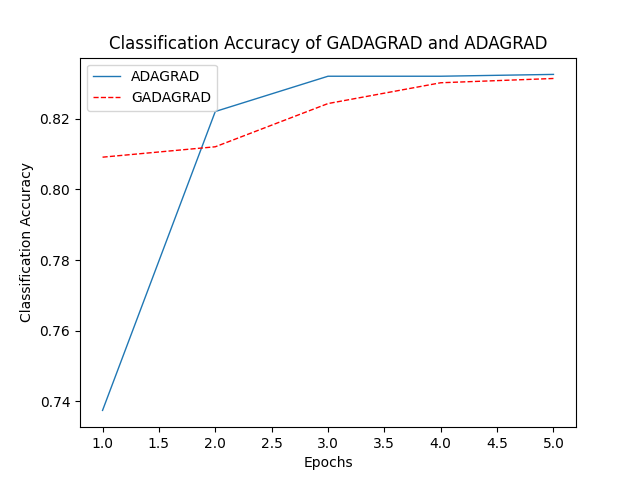 Classification Accuracy of GADAGRAD and ADAGRAD
ADAGRAD
GADAGRAD
0.82
0.80
0.78
0.76
0.74
Classification Accuracy
1.0 1.5 2.0 2.5 3.0 3.5 4.0 4.5 5.0
Epochs